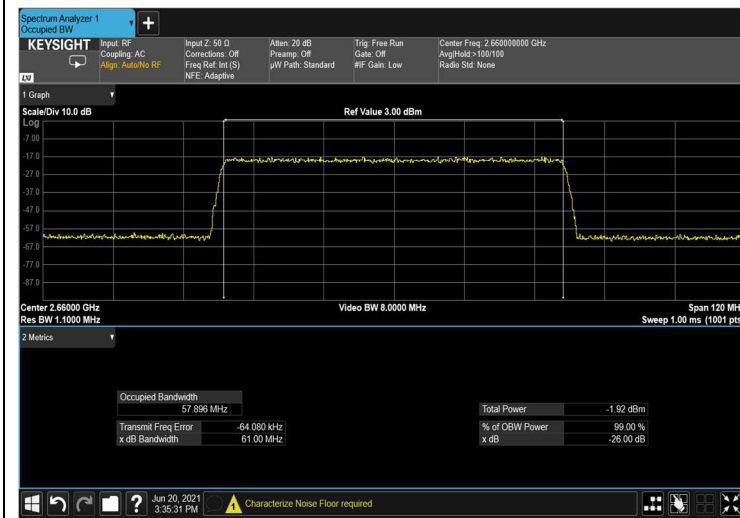 Spectrum Analyzer 1
Occupied BW
KEYSIGHT
LXI
Input: RF
Coupling: AC
Align: Auto/No RF
Input Z: 50 Ω
Corrections: Off
Freq Ref: Int (S)
NFE: Adaptive
Atten: 20 dB
Preamp: Off
µW Path: Standard
Trig: Free Run
Gate: Off
#IF Gain: Low
Center Freq: 2.660000000 GHz
Avg|Hold:>100/100
Radio Std: None
1 Graph
Scale/Div 10.0 dB
Ref Value 3.00 dBm
Log
-7.00
-17.0
-27.0
-37.0
-47.0
-57.0
-67.0
-77.0
-87.0
Center 2.66000 GHz
Video BW 8.0000 MHz
Span 120 MH
Res BW 1.1000 MHz
Sweep 1.00 ms (1001 pts
2 Metrics
Occupied Bandwidth
57.896 MHz
Total Power -1.92 dBm
Transmit Freq Error -64.080 kHz
% of OBW Power 99.00 %
x dB Bandwidth 61.00 MHz
x dB -26.00 dB
?
Jun 20, 2021
3:35:31 PM
1
Characterize Noise Floor required